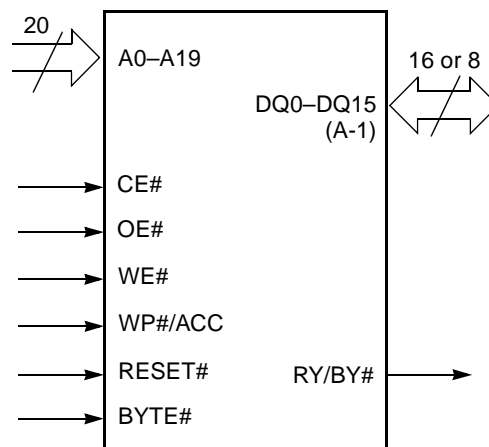 20
A0–A19
16 or 8
DQ0–DQ15
(A-1)
CE#
OE#
WE#
WP#/ACC
RESET#
RY/BY#
BYTE#